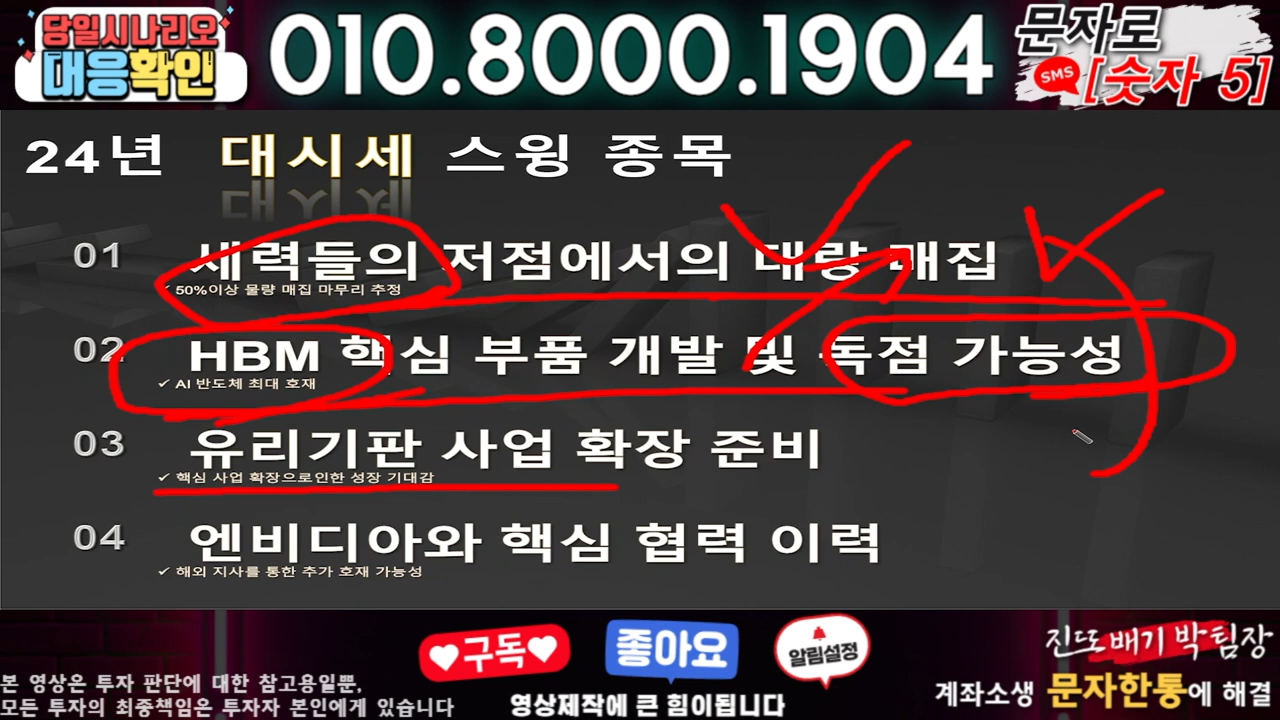 당일시나리오
대응확인
010.8000.1904
문자로
SMS [숫자 5]
24년 대시세 스윙 종목
01 세력들의 저점에서의 대량 매집
✓ 50%이상 물량 매집 마무리 추정
02 HBM 핵심 부품 개발 및 독점 가능성
✓ AI 반도체 최대 호재
03 유리기판 사업 확장 준비
✓ 핵심 사업 확장으로인한 성장 기대감
04 엔비디아와 핵심 협력 이력
✓ 해외 지사를 통한 추가 호재 가능성
구독
좋아요
알림설정
영상제작에 큰 힘이됩니다
본 영상은 투자 판단에 대한 참고용일뿐,
모든 투자의 최종책임은 투자자 본인에게 있습니다
진또배기 박팀장
계좌소생 문자한통에 해결